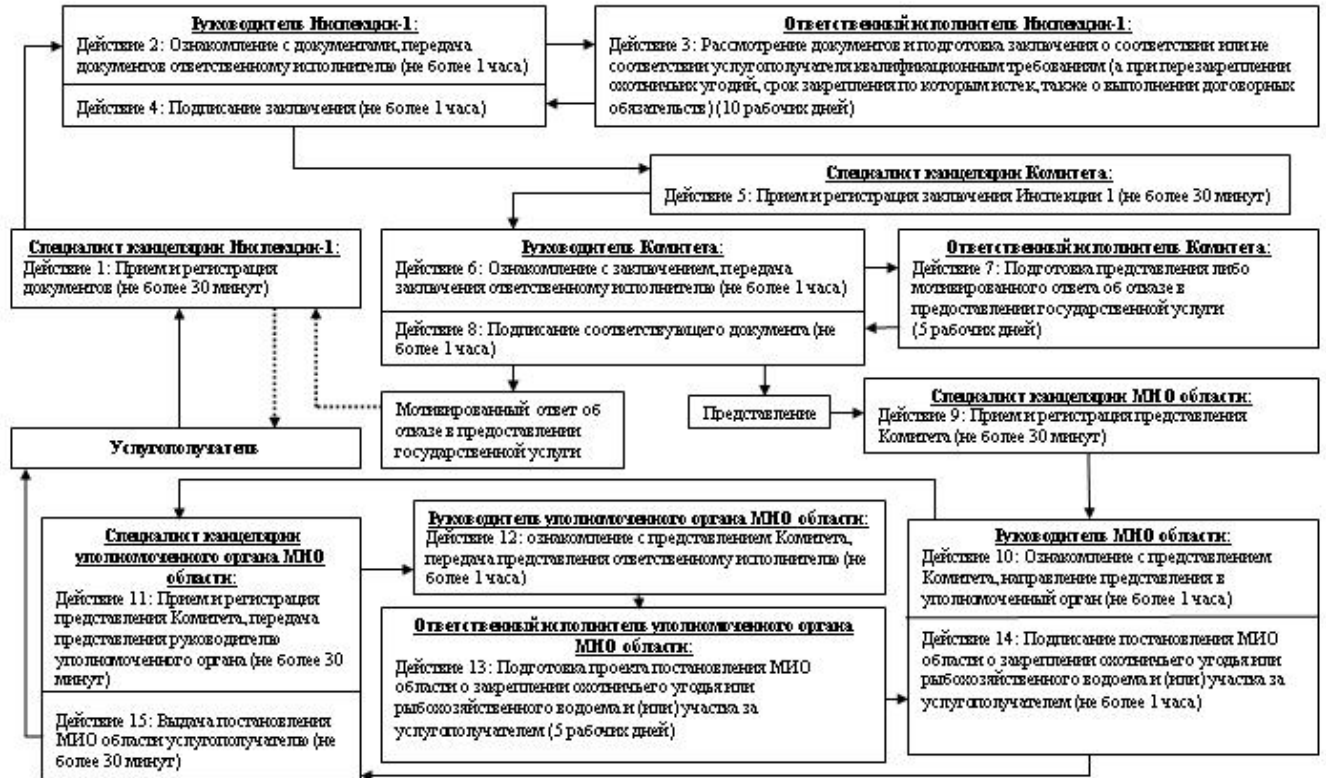 Руководитель Инспекции-1:
Действие 2: Ознакомление с документами, передача
документов ответственному исполнителю (не более 1 часа)
Действие 4: Подписание заключения (не более 1 часа)
Ответственный исполнитель Инспекции-1:
Действие 3: Рассмотрение документов и подготовка заключения о соответствии или не
соответствии услугополучателя квалификационным требованиям (а при перезакреплении
охотничьих угодий, срок закрепления по которым истек, также о выполнении договорных
обязательств) (10 рабочих дней)
Специалист канцелярии Комитета:
Действие 5: Прием и регистрация заключения Инспекции 1 (не более 30 минут)
Специалист канцелярии Инспекции-1:
Действие 1: Прием и регистрация
документов (не более 30 минут)
Руководитель Комитета:
Действие 6: Ознакомление с заключением, передача
заключения ответственному исполнителю (не более 1 часа)
Действие 8: Подписание соответствующего документа (не
более 1 часа)
Ответственный исполнитель Комитета:
Действие 7: Подготовка представления либо
мотивированного ответа об отказе в
предоставлении государственной услуги
(5 рабочих дней)
Мотивированный ответ об
отказе в предоставлении
государственной услуги
Представление
Специалист канцелярии МИО области:
Действие 9: Прием и регистрация представления
Комитета (не более 30 минут)
Услугополучатель
Специалист канцелярии
уполномоченного органа МИО
области:
Действие 11: Прием и регистрация
представления Комитета, передача
представления руководителю
уполномоченного органа (не более 30
минут)
Действие 15: Выдача постановления
МИО области услугополучателю (не
более 30 минут)
Руководитель уполномоченного органа МИО области:
Действие 12: ознакомление с представлением Комитета,
передача представления ответственному исполнителю (не
более 1 часа)
Ответственный исполнитель уполномоченного органа
МИО области:
Действие 13: Подготовка проекта постановления МИО
области о закреплении охотничьего угодья или
рыбохозяйственного водоема и (или) участка за
услугополучателем (5 рабочих дней)
Руководитель МИО области:
Действие 10: Ознакомление с представлением
Комитета, направление представления в
уполномоченный орган (не более 1 часа)
Действие 14: Подписание постановления МИО
области о закреплении охотничьего угодья или
рыбохозяйственного водоема и (или) участка за
услугополучателем (не более 1 часа)